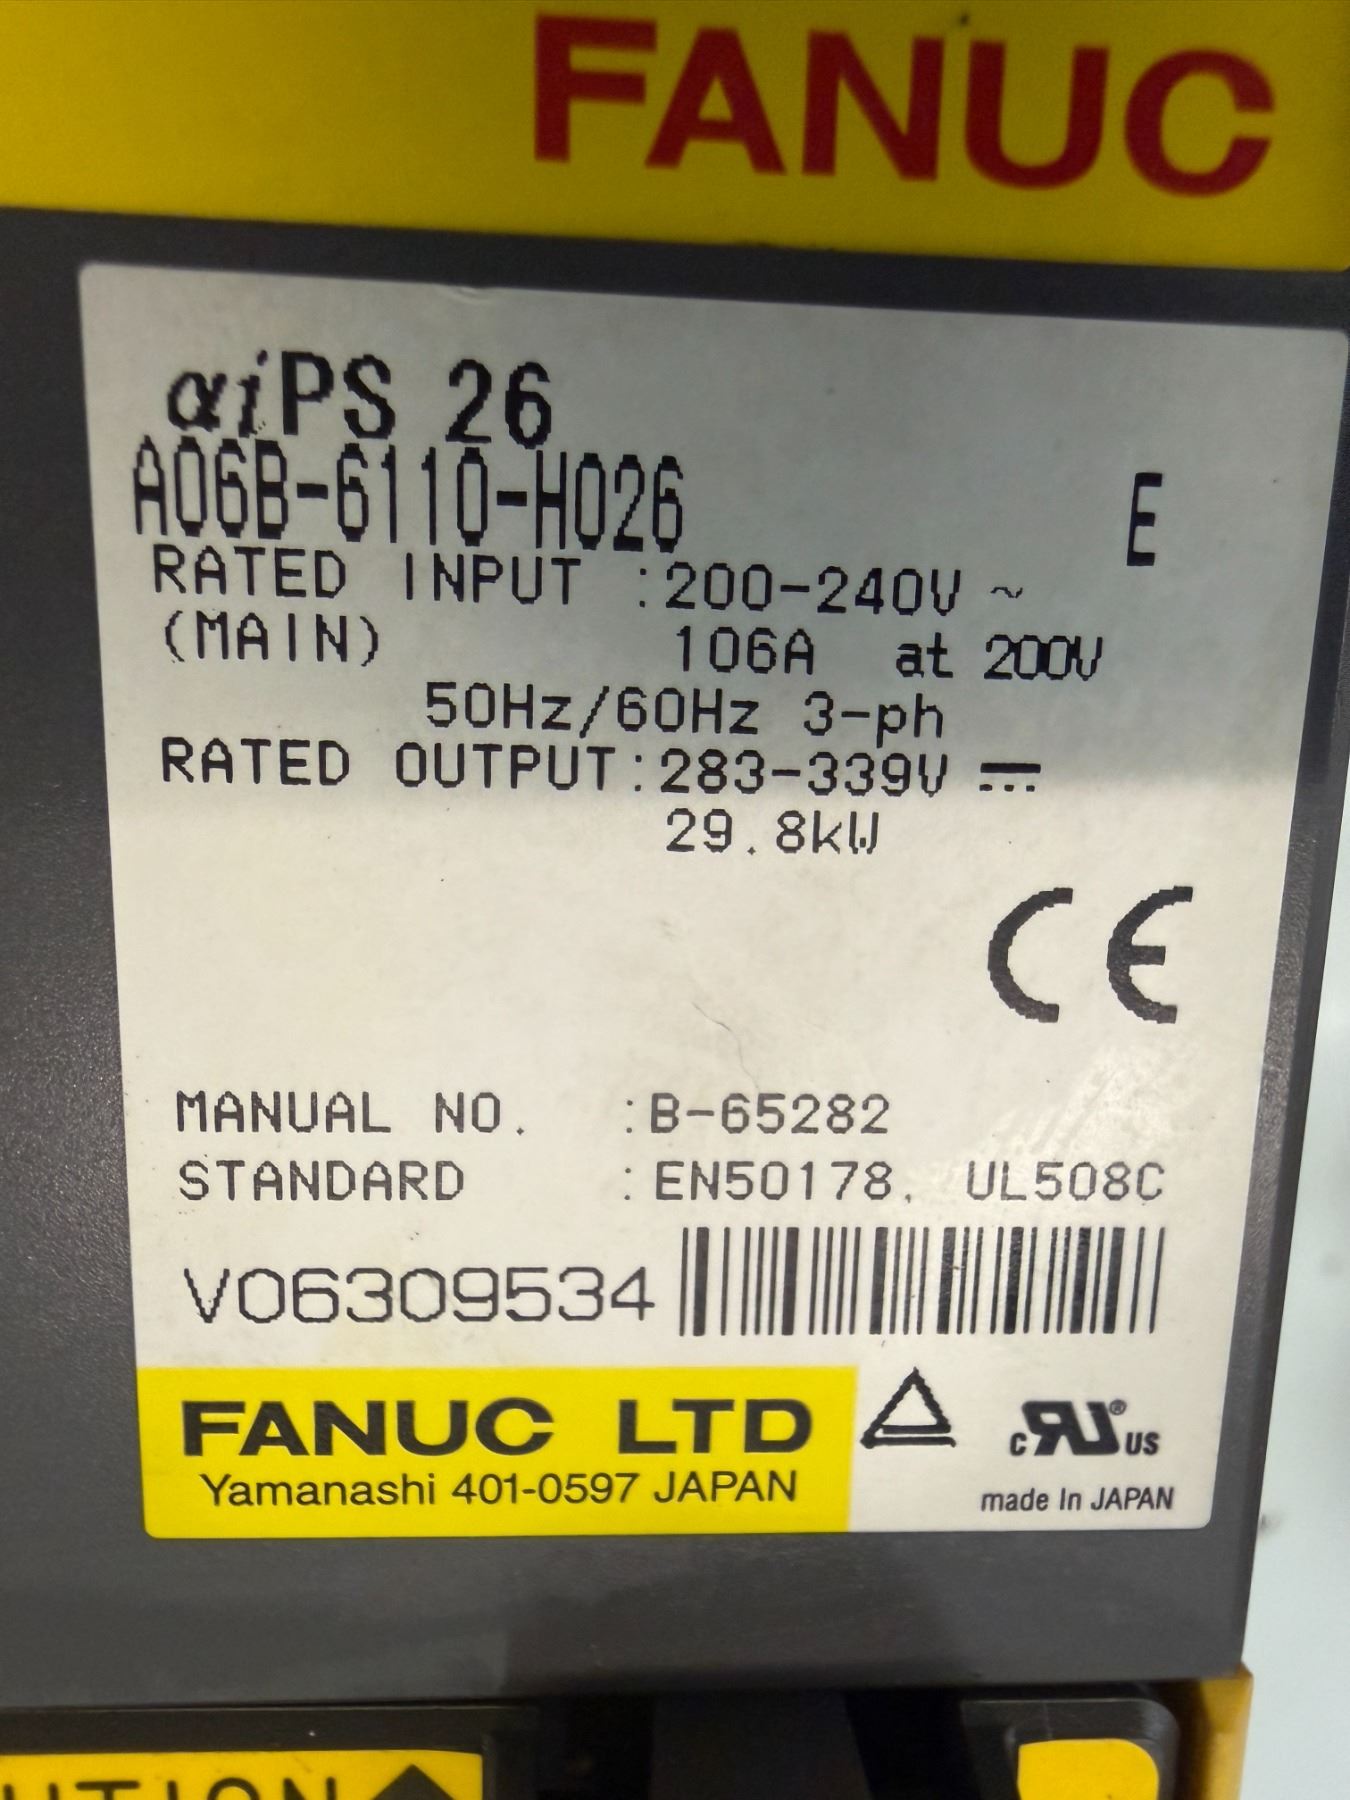 FANUC
αiPS 26
A06B-6110-H026 E
RATED INPUT :200-240V ~
(MAIN) 106A at 200V
50Hz/60Hz 3-ph
RATED OUTPUT:283-339V ⎓
29.8kW
CE
MANUAL NO. :B-65282
STANDARD :EN50178, UL508C
V06309534
FANUC LTD
Yamanashi 401-0597 JAPAN
c RU® US
made In JAPAN